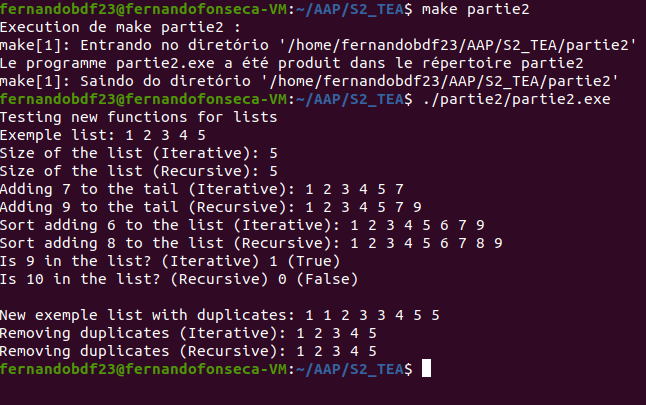 fernandobdf23@fernandofonseca-VM:~/AAP/S2_TEA$ make partie2
Execution de make partie2 :
make[1]: Entrando no diretório '/home/fernandobdf23/AAP/S2_TEA/partie2'
Le programme partie2.exe a été produit dans le répertoire partie2
make[1]: Saindo do diretório '/home/fernandobdf23/AAP/S2_TEA/partie2'
fernandobdf23@fernandofonseca-VM:~/AAP/S2_TEA$ ./partie2/partie2.exe
Testing new functions for lists
Exemple list: 1 2 3 4 5
Size of the list (Iterative): 5
Size of the list (Recursive): 5
Adding 7 to the tail (Iterative): 1 2 3 4 5 7
Adding 9 to the tail (Recursive): 1 2 3 4 5 7 9
Sort adding 6 to the list (Iterative): 1 2 3 4 5 6 7 9
Sort adding 8 to the list (Recursive): 1 2 3 4 5 6 7 8 9
Is 9 in the list? (Iterative) 1 (True)
Is 10 in the list? (Recursive) 0 (False)

New exemple list with duplicates: 1 1 2 3 3 4 5 5
Removing duplicates (Iterative): 1 2 3 4 5
Removing duplicates (Recursive): 1 2 3 4 5
fernandobdf23@fernandofonseca-VM:~/AAP/S2_TEA$